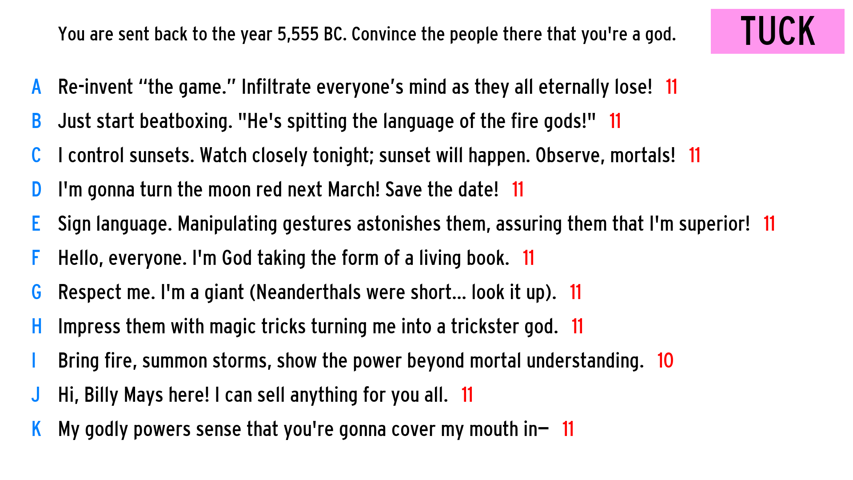 You are sent back to the year 5,555 BC. Convince the people there that you're a god.
TUCK
A Re-invent “the game.” Infiltrate everyone’s mind as they all eternally lose! 11
B Just start beatboxing. "He's spitting the language of the fire gods!" 11
C I control sunsets. Watch closely tonight; sunset will happen. Observe, mortals! 11
D I'm gonna turn the moon red next March! Save the date! 11
E Sign language. Manipulating gestures astonishes them, assuring them that I'm superior! 11
F Hello, everyone. I'm God taking the form of a living book. 11
G Respect me. I'm a giant (Neanderthals were short... look it up). 11
H Impress them with magic tricks turning me into a trickster god. 11
I Bring fire, summon storms, show the power beyond mortal understanding. 10
J Hi, Billy Mays here! I can sell anything for you all. 11
K My godly powers sense that you're gonna cover my mouth in— 11